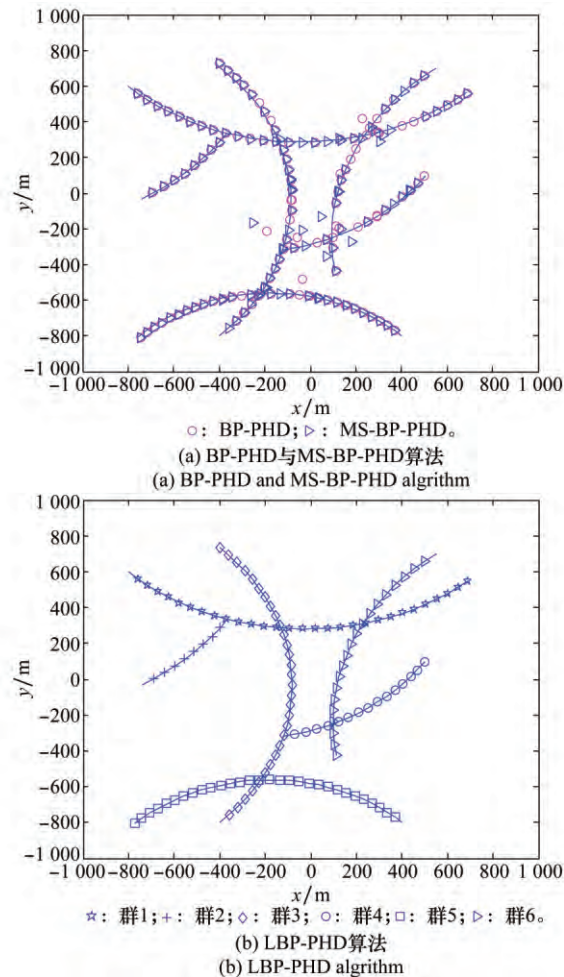 1 000
800
600
400
200
0
-200
-400
-600
-800
-1 000
y/m
-1 000 -800 -600 -400 -200 0 200 400 600 800 1 000
x/m
○: BP-PHD; ▷: MS-BP-PHD。
(a) BP-PHD与MS-BP-PHD算法
(a) BP-PHD and MS-BP-PHD algrithm
1 000
800
600
400
200
0
-200
-400
-600
-800
-1 000
y/m
-1 000 -800 -600 -400 -200 0 200 400 600 800 1 000
x/m
☆: 群1; +: 群2; ◇: 群3; ○: 群4; □: 群5; ▷: 群6。
(b) LBP-PHD算法
(b) LBP-PHD algorithm